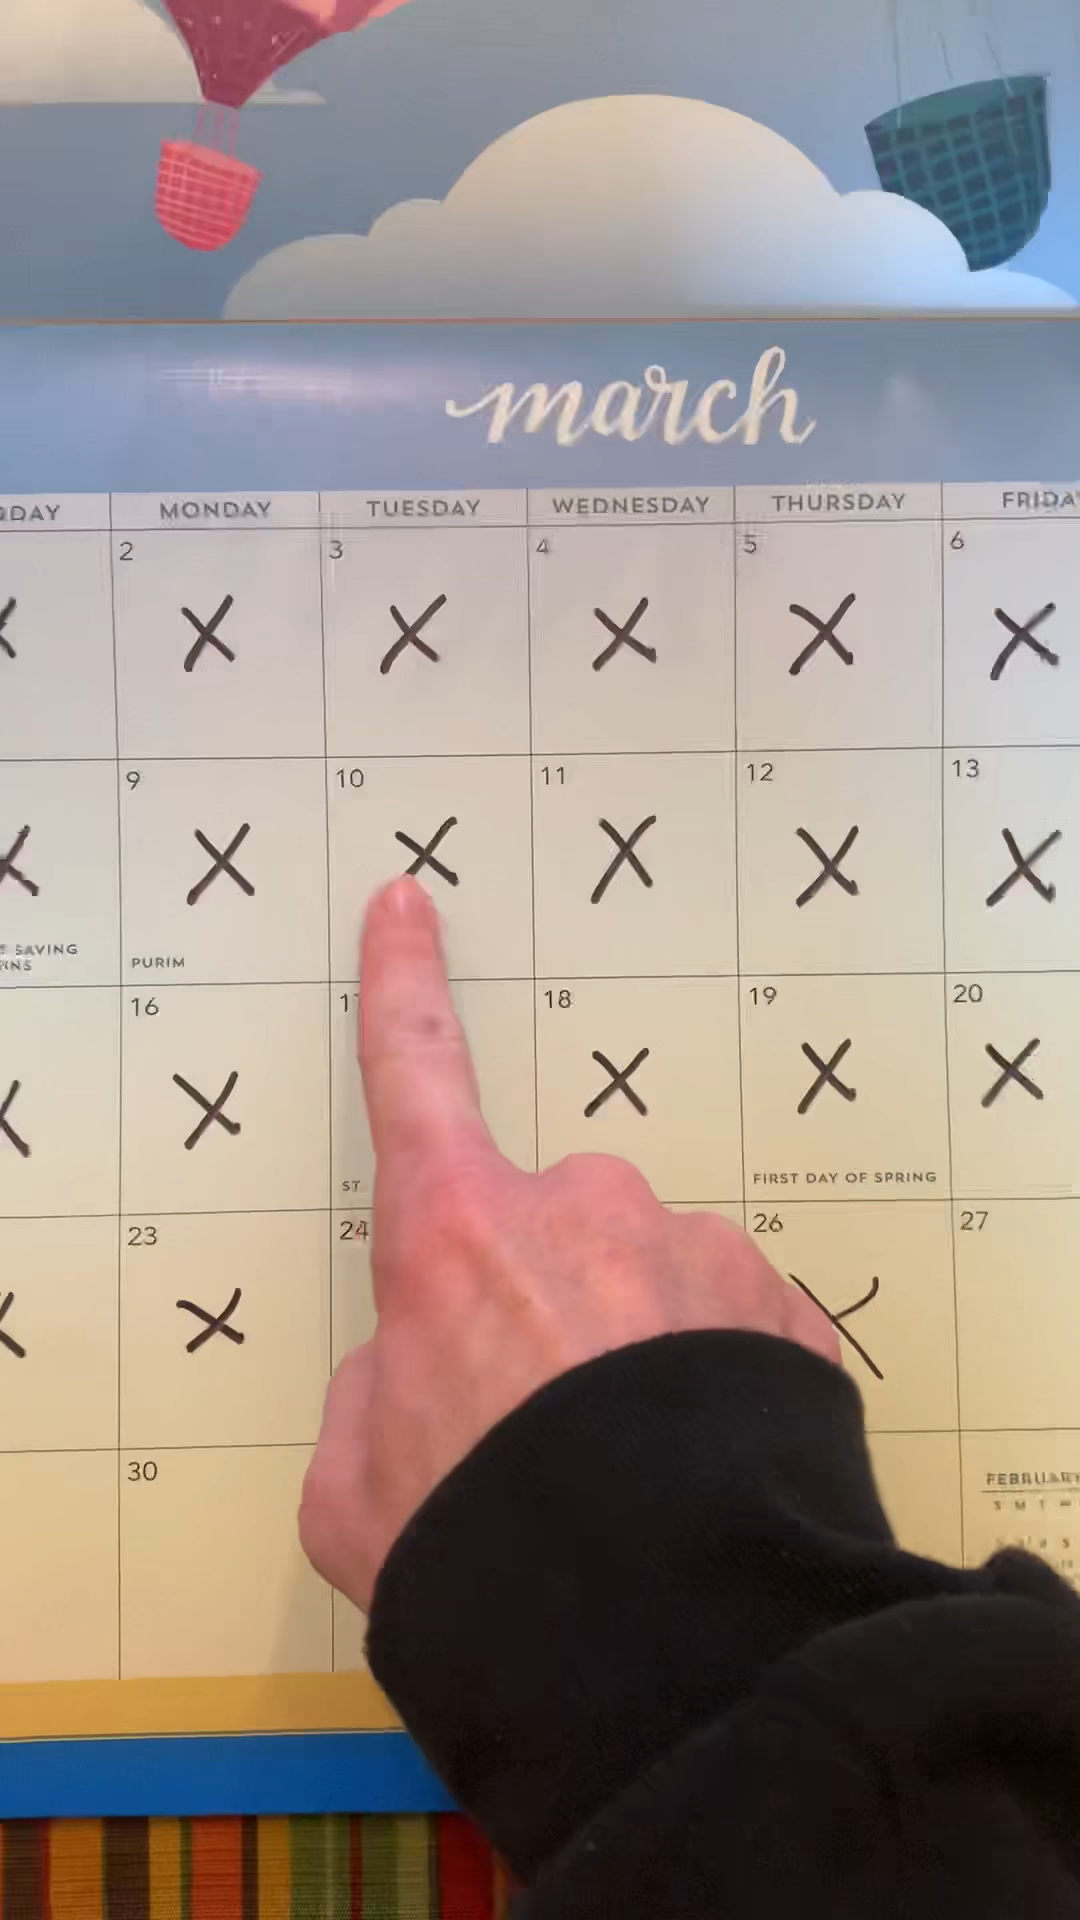 march
MONDAY TUESDAY WEDNESDAY THURSDAY
2 3 4 5 6
X X X X X
9 10 11 12 13
X X X X X
SAVING
PURIM
16 18 19 20
X X X X
FIRST DAY OF SPRING
ST.
23 24 26 27
X X
30
FEBRUARY
S M T